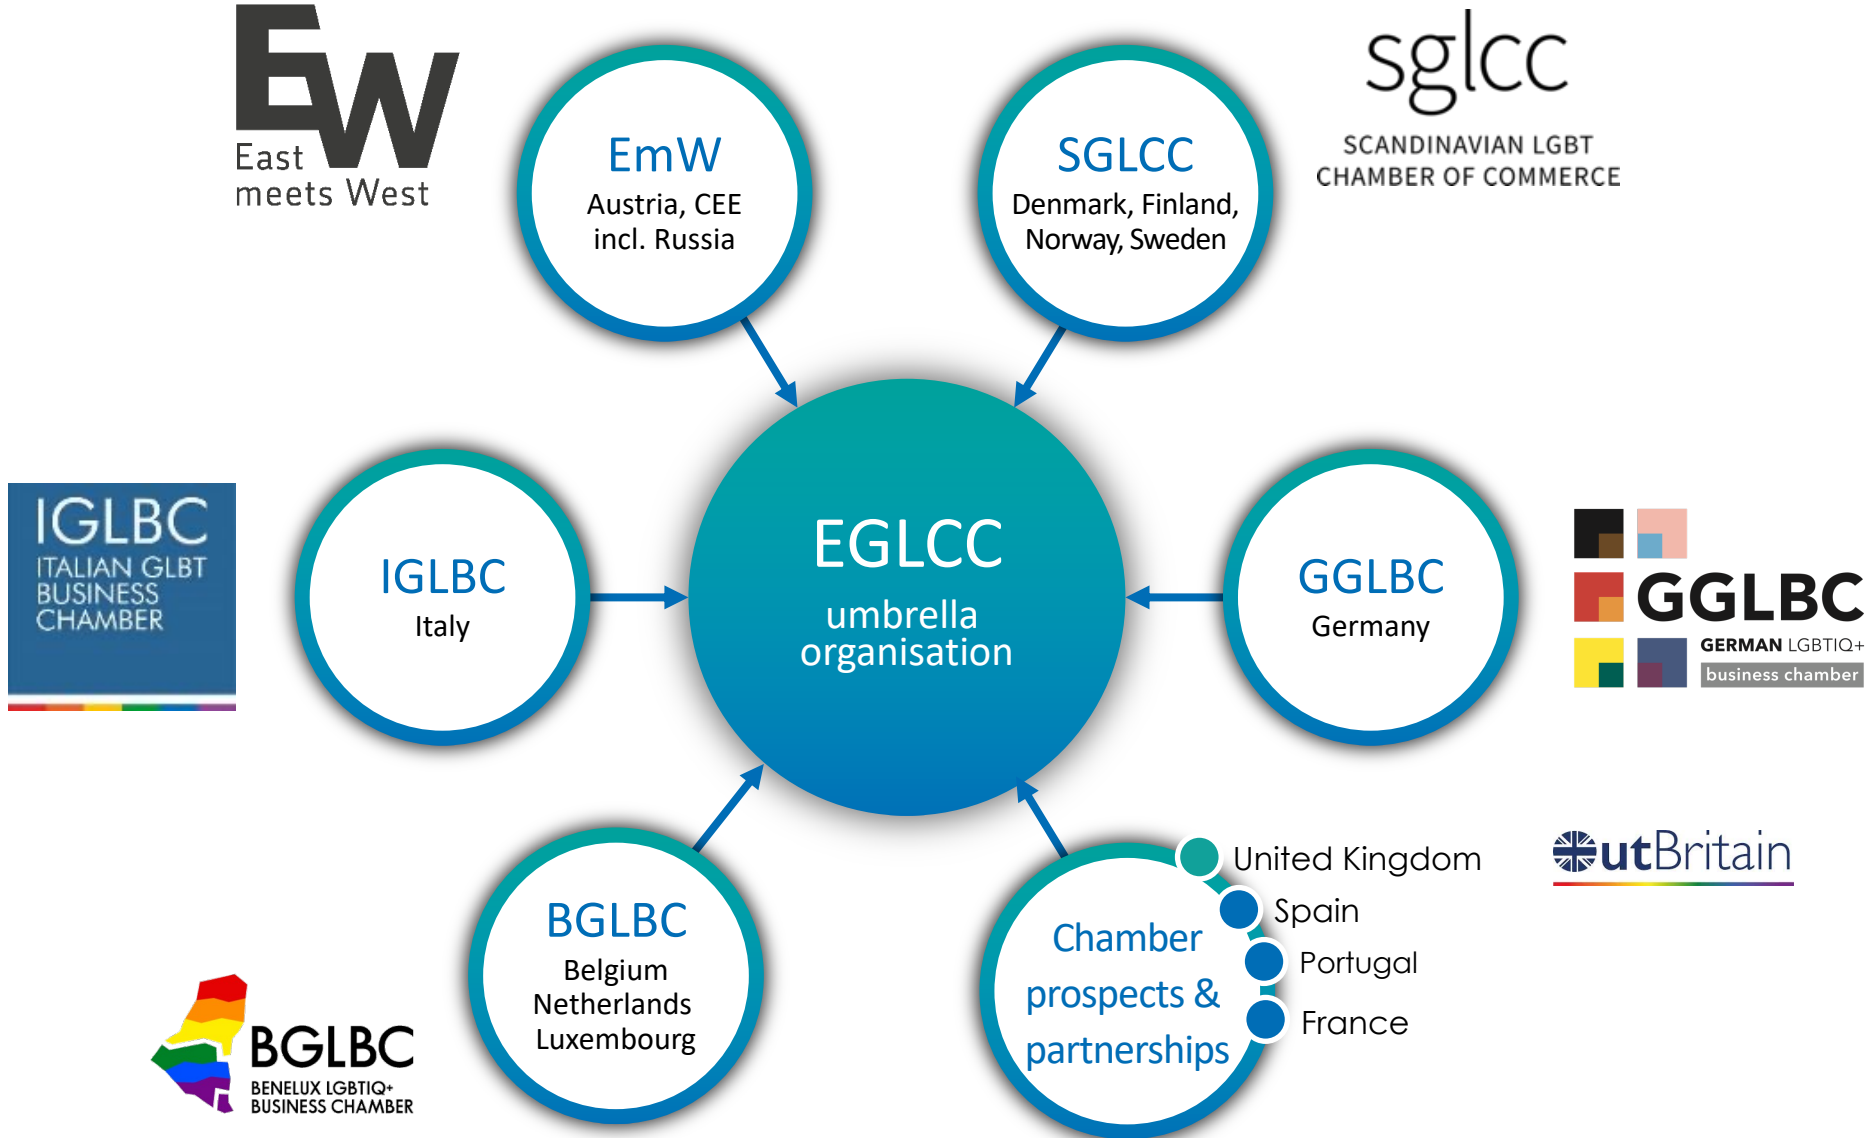 EW
East
meets West
EmW
Austria, CEE
incl. Russia
SGLCC
Denmark, Finland,
Norway, Sweden
sglcc
SCANDINAVIAN LGBT
CHAMBER OF COMMERCE
IGLBC
ITALIAN GLBT
BUSINESS
CHAMBER
IGLBC
Italy
EGLCC
umbrella
organisation
GGLBC
Germany
GGLBC
GERMAN LGBTIQ+
business chamber
BGLBC
BENELUX LGBTIQ+
BUSINESS CHAMBER
BGLBC
Belgium
Netherlands
Luxembourg
Chamber
prospects &
partnerships
United Kingdom
Spain
Portugal
France
OutBritain